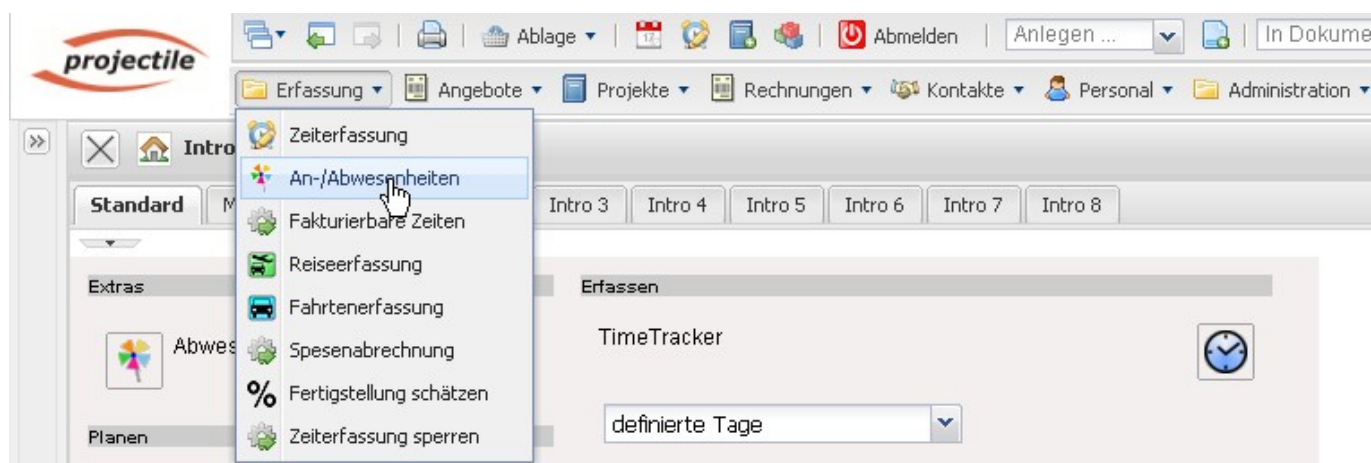 projectile
Ablage
17
Abmelden
Anlegen ...
In Dokume
Erfassung
Angebote
Projekte
Rechnungen
Kontakte
Personal
Administration
Intro
Standard
M
Intro 3
Intro 4
Intro 5
Intro 6
Intro 7
Intro 8
Zeiterfassung
An-/Abwesenheiten
Fakturierbare Zeiten
Reiseerfassung
Fahrtenerfassung
Spesenabrechnung
% Fertigstellung schätzen
Zeiterfassung sperren
Extras
Abwes
Planen
Erfassen
TimeTracker
definierte Tage